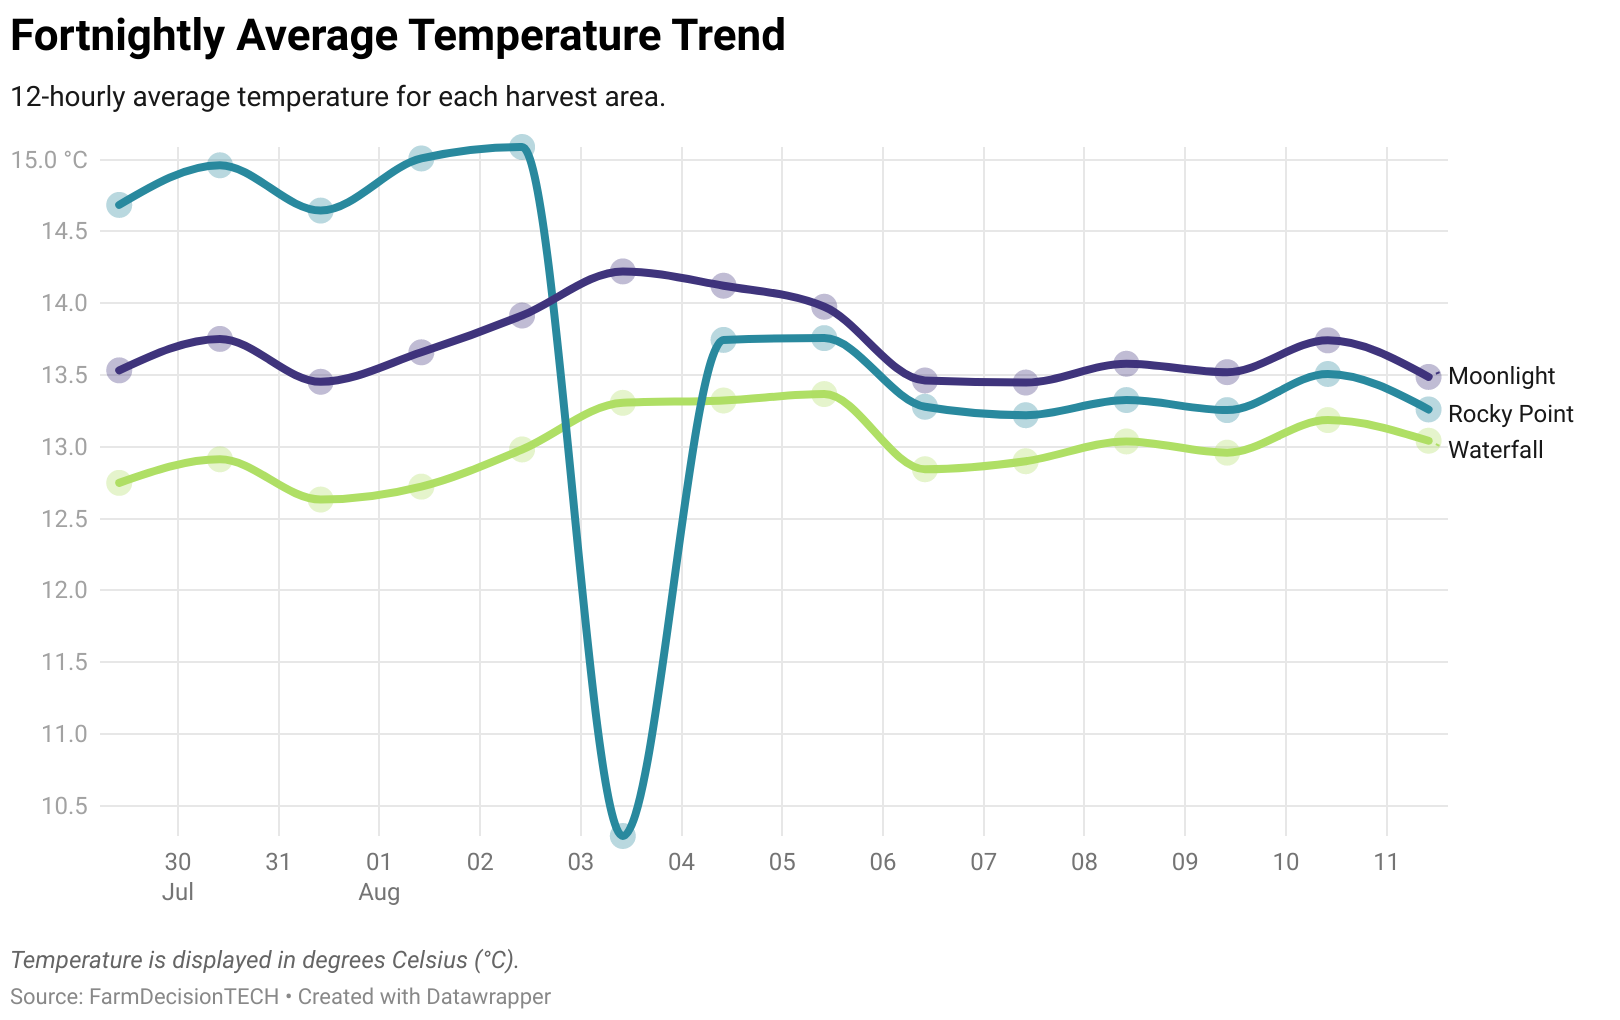 Fortnightly Average Temperature Trend
12-hourly average temperature for each harvest area.
15.0 °C
14.5
14.0
13.5
13.0
12.5
12.0
11.5
11.0
10.5
Moonlight
Rocky Point
Waterfall
30 31 01 02 03 04 05 06 07 08 09 10 11
Jul Aug
Temperature is displayed in degrees Celsius (°C).
Source: FarmDecisionTECH • Created with Datawrapper